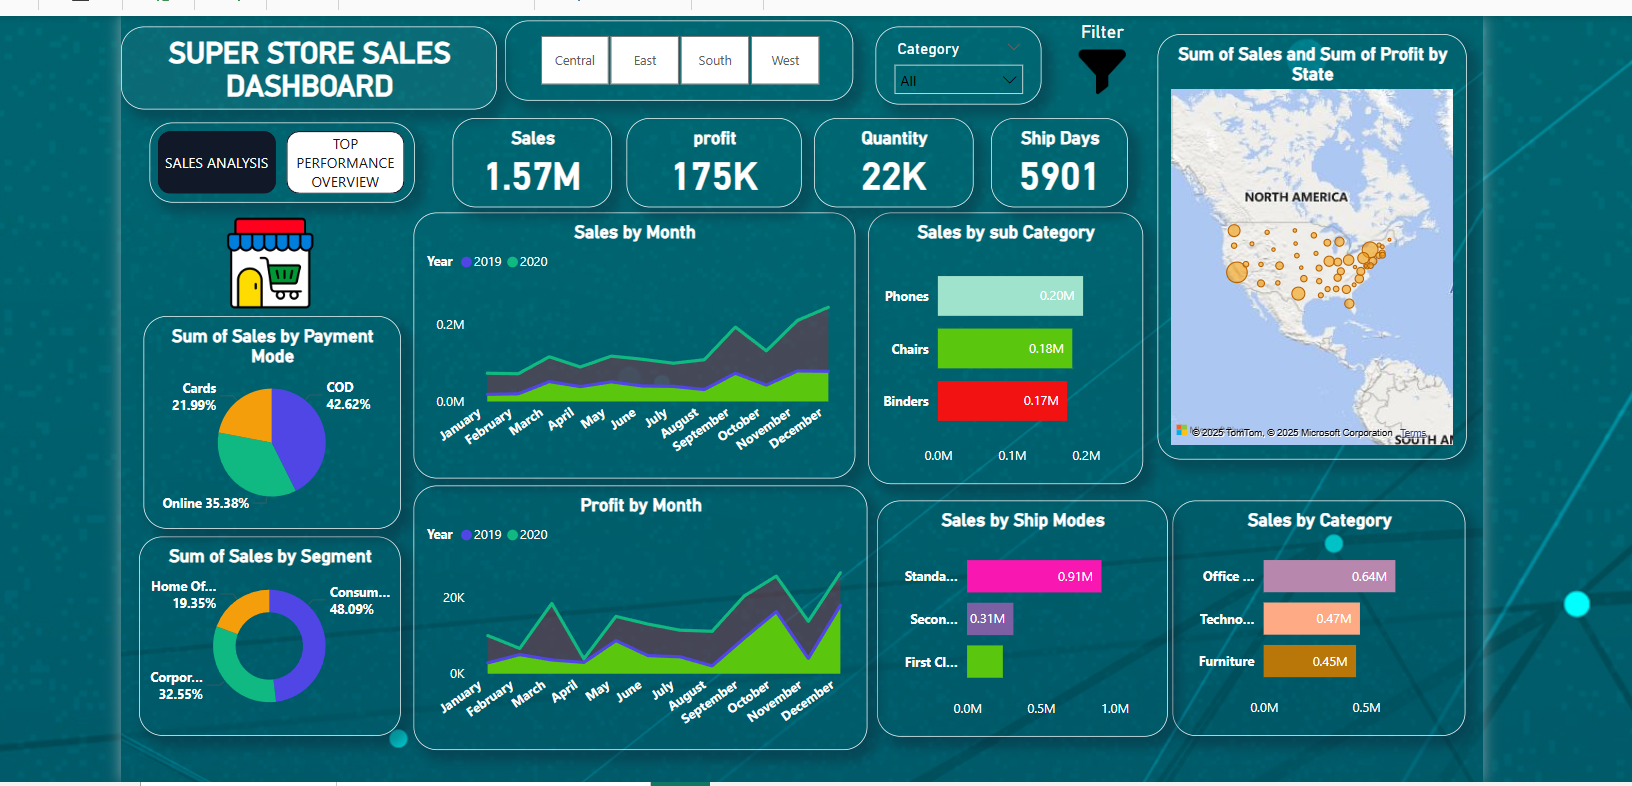 SUPER STORE SALES
DASHBOARD
Central
East
South
West
Category
All
Filter
SALES ANALYSIS
TOP
PERFORMANCE
OVERVIEW
Sales
1.57M
profit
175K
Quantity
22K
Ship Days
5901
Sum of Sales and Sum of Profit by
State
NORTH AMERICA
© 2025 TomTom, © 2025 Microsoft Corporation
Terms
SOUTH AM
Sum of Sales by Payment
Mode
Cards
21.99%
COD
42.62%
Online 35.38%
Sales by Month
Year 2019 2020
0.2M
0.0M
January
February
March
April
May
June
July
August
September
October
November
December
Sales by sub Category
Phones 0.20M
Chairs 0.18M
Binders 0.17M
0.0M 0.1M 0.2M
Sum of Sales by Segment
Home Of...
19.35%
Consum...
48.09%
Corpor...
32.55%
Profit by Month
Year 2019 2020
20K
0K
January
February
March
April
May
June
July
August
September
October
November
December
Sales by Ship Modes
Standa... 0.91M
Secon... 0.31M
First Cl...
0.0M 0.5M 1.0M
Sales by Category
Office ... 0.64M
Techno... 0.47M
Furniture 0.45M
0.0M 0.5M